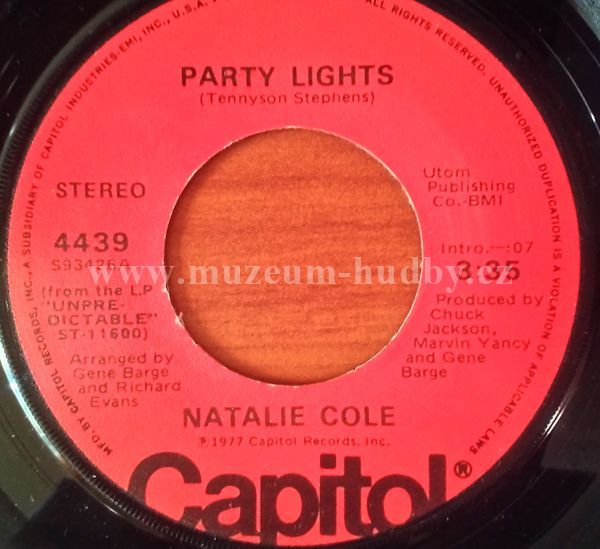 MFD. BY CAPITOL RECORDS, INC., A SUBSIDIARY OF CAPITOL INDUSTRIES-EMI, INC., U.S.A.
ALL RIGHTS RESERVED. UNAUTHORIZED DUPLICATION IS A VIOLATION OF APPLICABLE LAWS
PARTY LIGHTS
(Tennyson Stephens)
STEREO
4439
S93426A
(from the LP
"UNPRE-
DICTABLE"
ST-11600)
Arranged by
Gene Barge
and Richard
Evans
Utom
Publishing
Co.-BMI
Intro.—:07
3:35
Produced by
Chuck
Jackson,
Marvin Yancy
and Gene
Barge
www.muzeum-hudby.cz
NATALIE COLE
℗1977 Capitol Records, Inc.
Capitol®